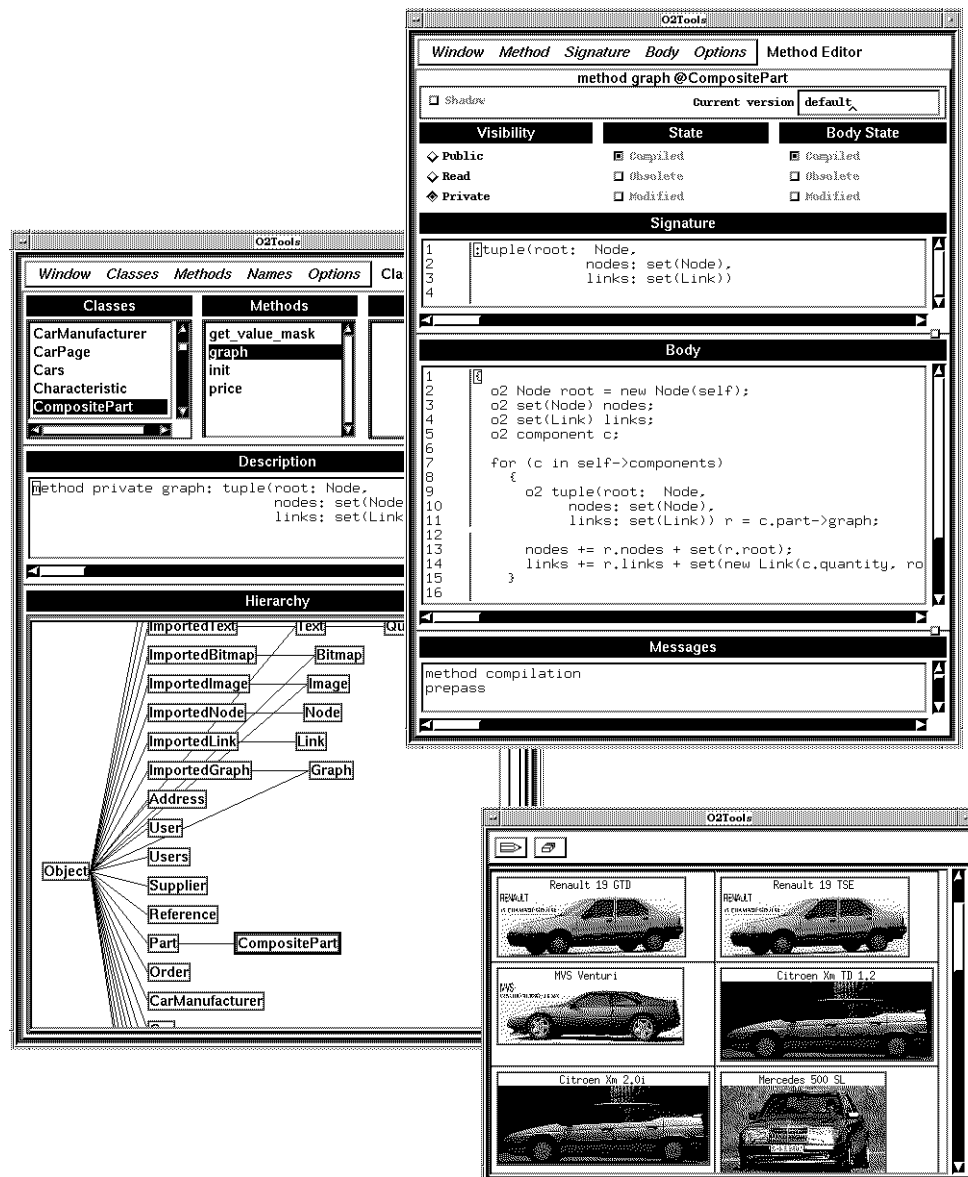 O2Tools
Window Method Signature Body Options Method Editor
method graph @CompositePart
Shadow
Current version default
Visibility State Body State
Public Compiled Compiled
Read Obsolete Obsolete
Private Modified Modified
Signature
1 :tuple(root: Node,
2 nodes: set(Node),
3 links: set(Link))
4
Body
1 {
2 o2 Node root = new Node(self);
3 o2 set(Node) nodes;
4 o2 set(Link) links;
5 o2 component c;
6
7 for (c in self->components)
8 {
9 o2 tuple(root: Node,
10 nodes: set(Node),
11 links: set(Link)) r = c.part->graph;
12
13 nodes += r.nodes + set(r.root);
14 links += r.links + set(new Link(c.quantity, ro
15 }
16
Messages
method compilation
prepass
O2Tools
Window Classes Methods Names Options Cla
Classes Methods
CarManufacturer
CarPage
Cars
Characteristic
CompositePart
get_value_mask
graph
init
price
Description
method private graph: tuple(root: Node,
nodes: set(Node
links: set(Link
Hierarchy
ImportedText Text Qu
ImportedBitmap Bitmap
ImportedImage Image
ImportedNode Node
ImportedLink Link
ImportedGraph Graph
Address
User
Users
Object
Supplier
Reference
Part CompositePart
Order
CarManufacturer
O2Tools
Renault 19 GTD Renault 19 TSE
RENAULT RENAULT
MVS Venturi Citroen Xm TD 1.2
MVS
Citroen Xm 2.0i Mercedes 500 SL